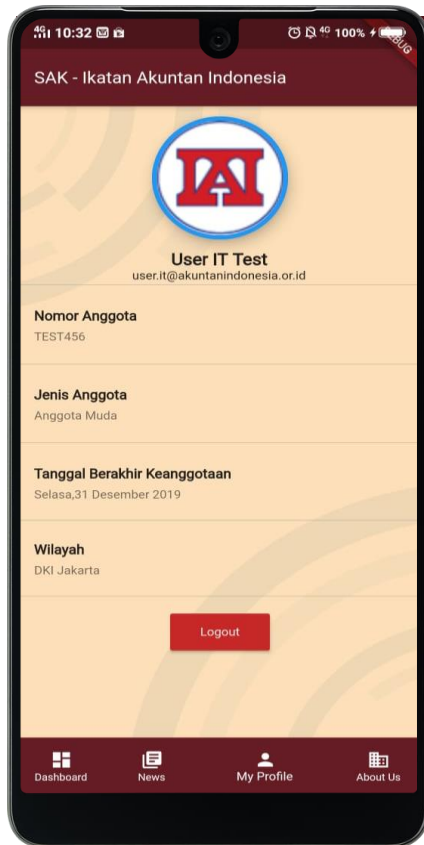 4G 10:32 4G 100%
DEBUG
SAK - Ikatan Akuntan Indonesia
IAI
User IT Test
user.it@akuntanindonesia.or.id
Nomor Anggota
TEST456
Jenis Anggota
Anggota Muda
Tanggal Berakhir Keanggotaan
Selasa,31 Desember 2019
Wilayah
DKI Jakarta
Logout
Dashboard News My Profile About Us